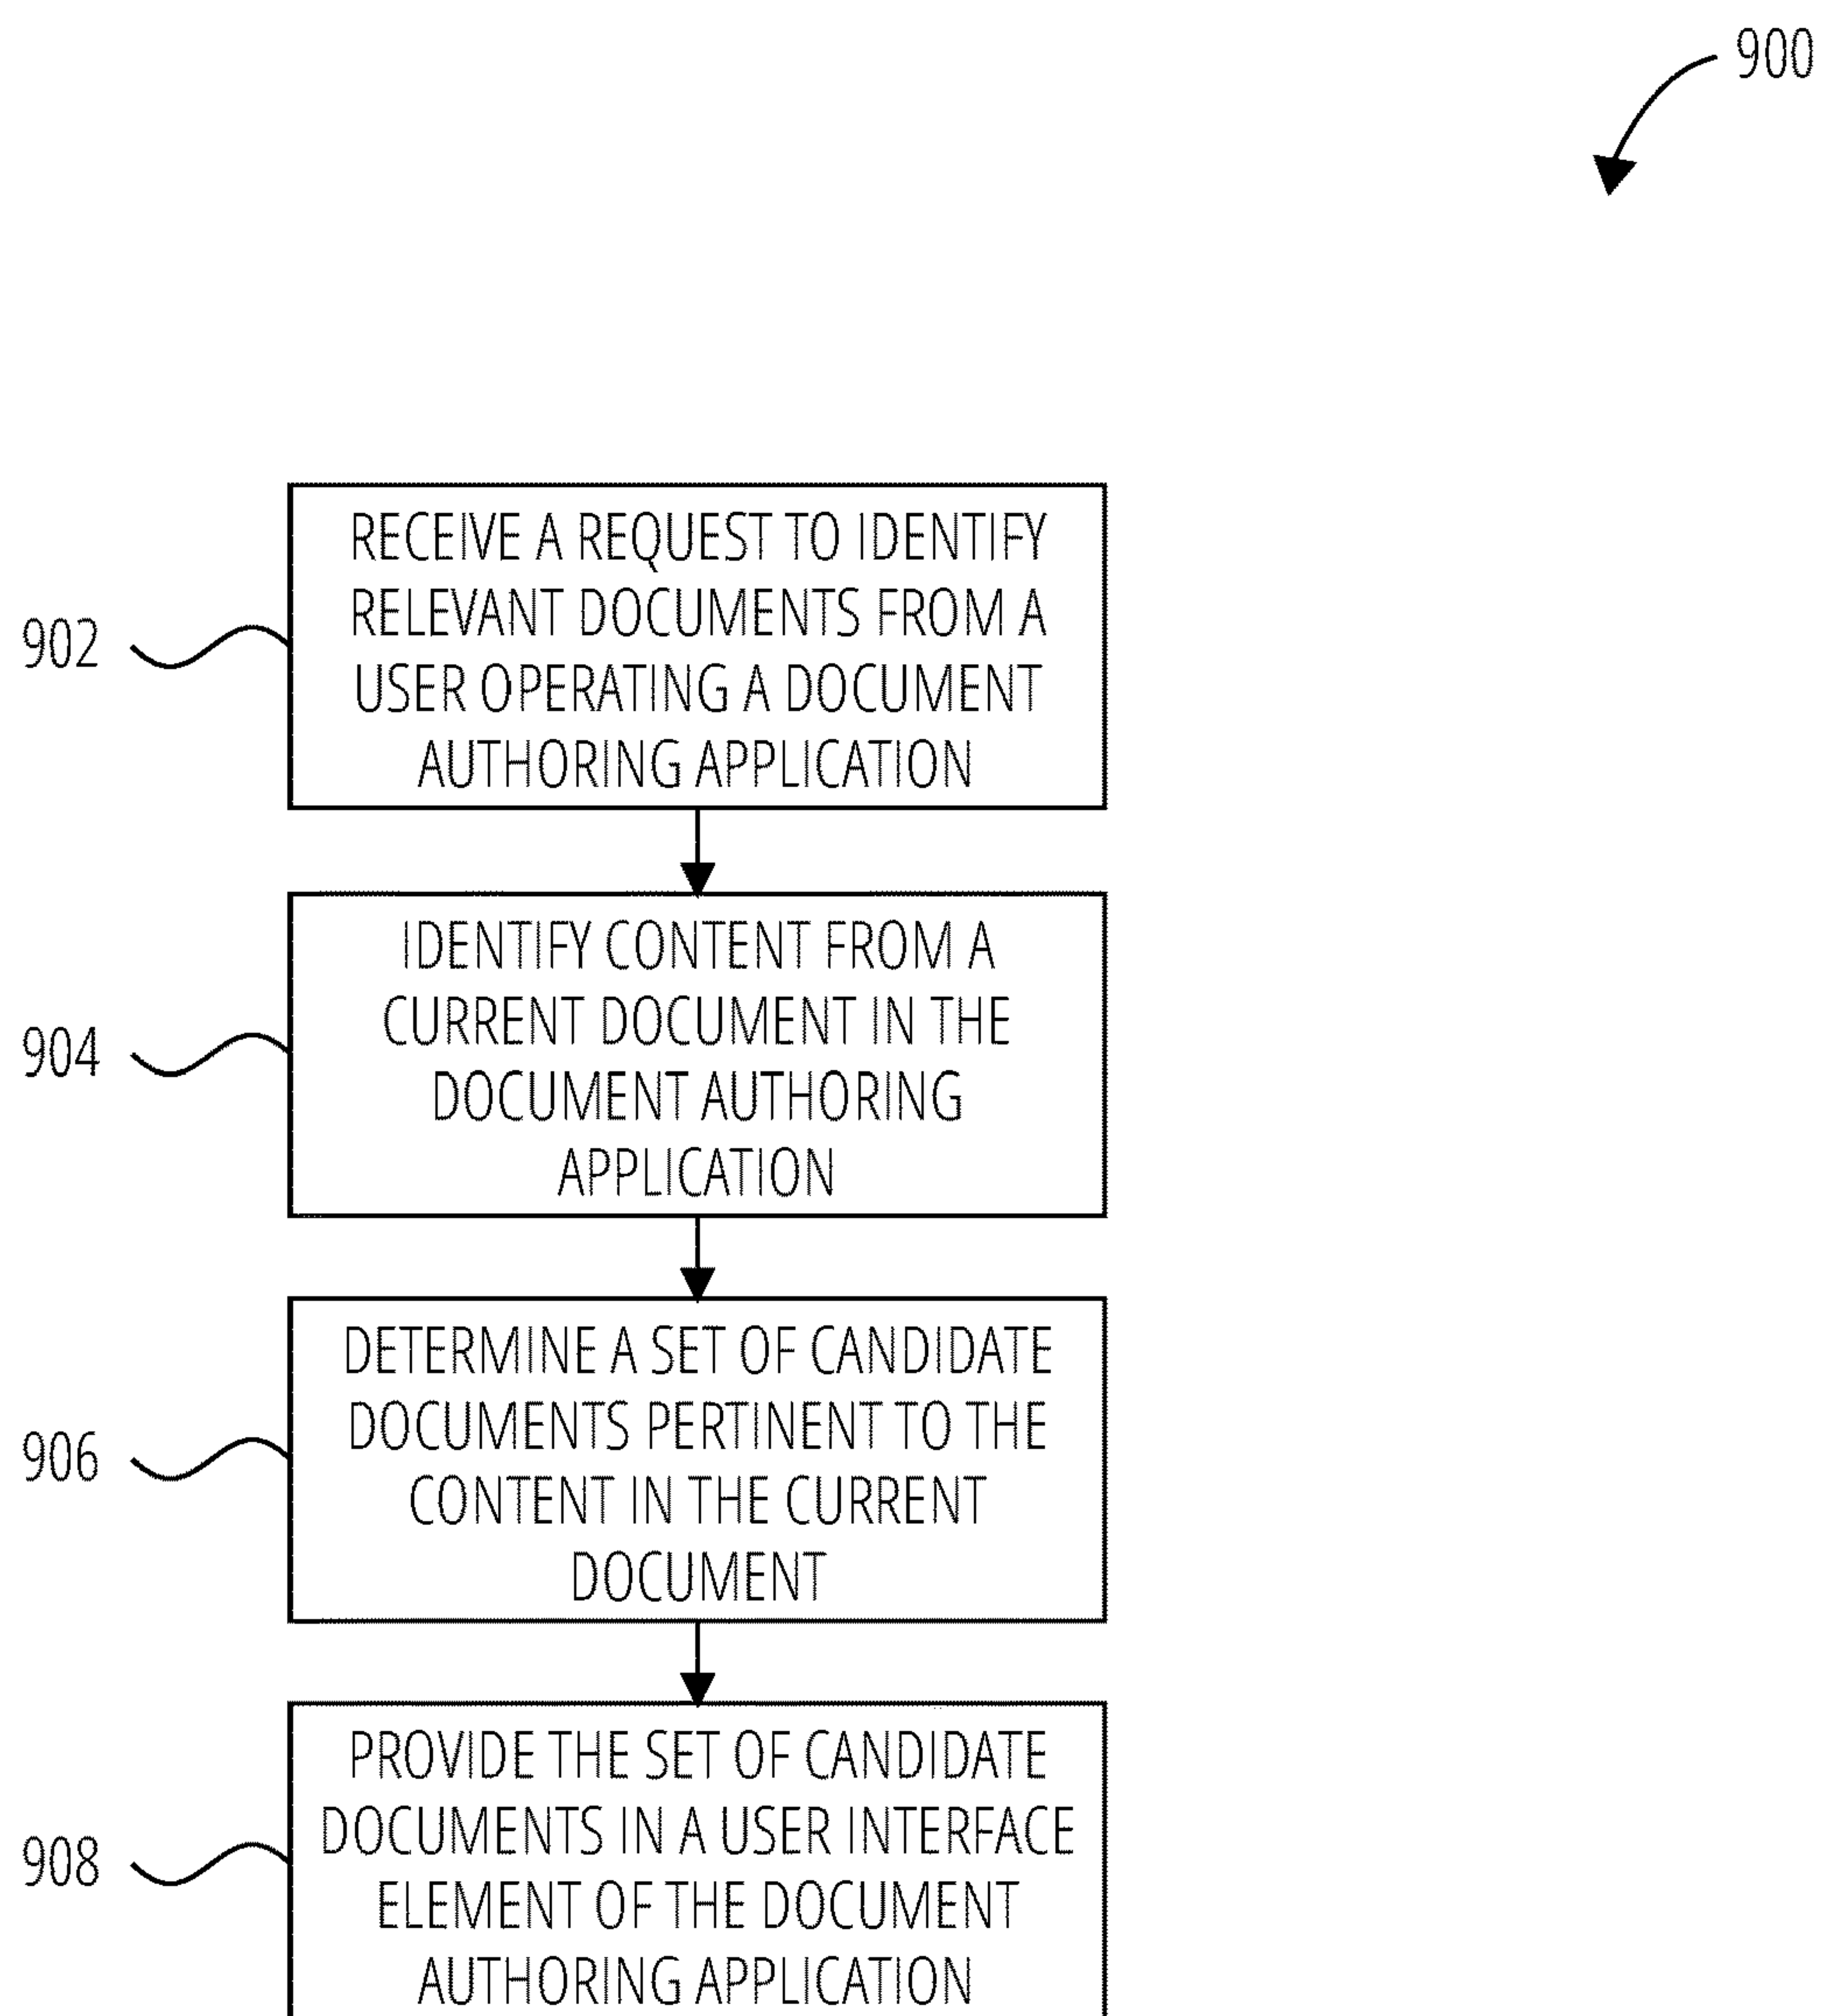 900
902
RECEIVE A REQUEST TO IDENTIFY
RELEVANT DOCUMENTS FROM A
USER OPERATING A DOCUMENT
AUTHORING APPLICATION
904
IDENTIFY CONTENT FROM A
CURRENT DOCUMENT IN THE
DOCUMENT AUTHORING
APPLICATION
906
DETERMINE A SET OF CANDIDATE
DOCUMENTS PERTINENT TO THE
CONTENT IN THE CURRENT
DOCUMENT
908
PROVIDE THE SET OF CANDIDATE
DOCUMENTS IN A USER INTERFACE
ELEMENT OF THE DOCUMENT
AUTHORING APPLICATION